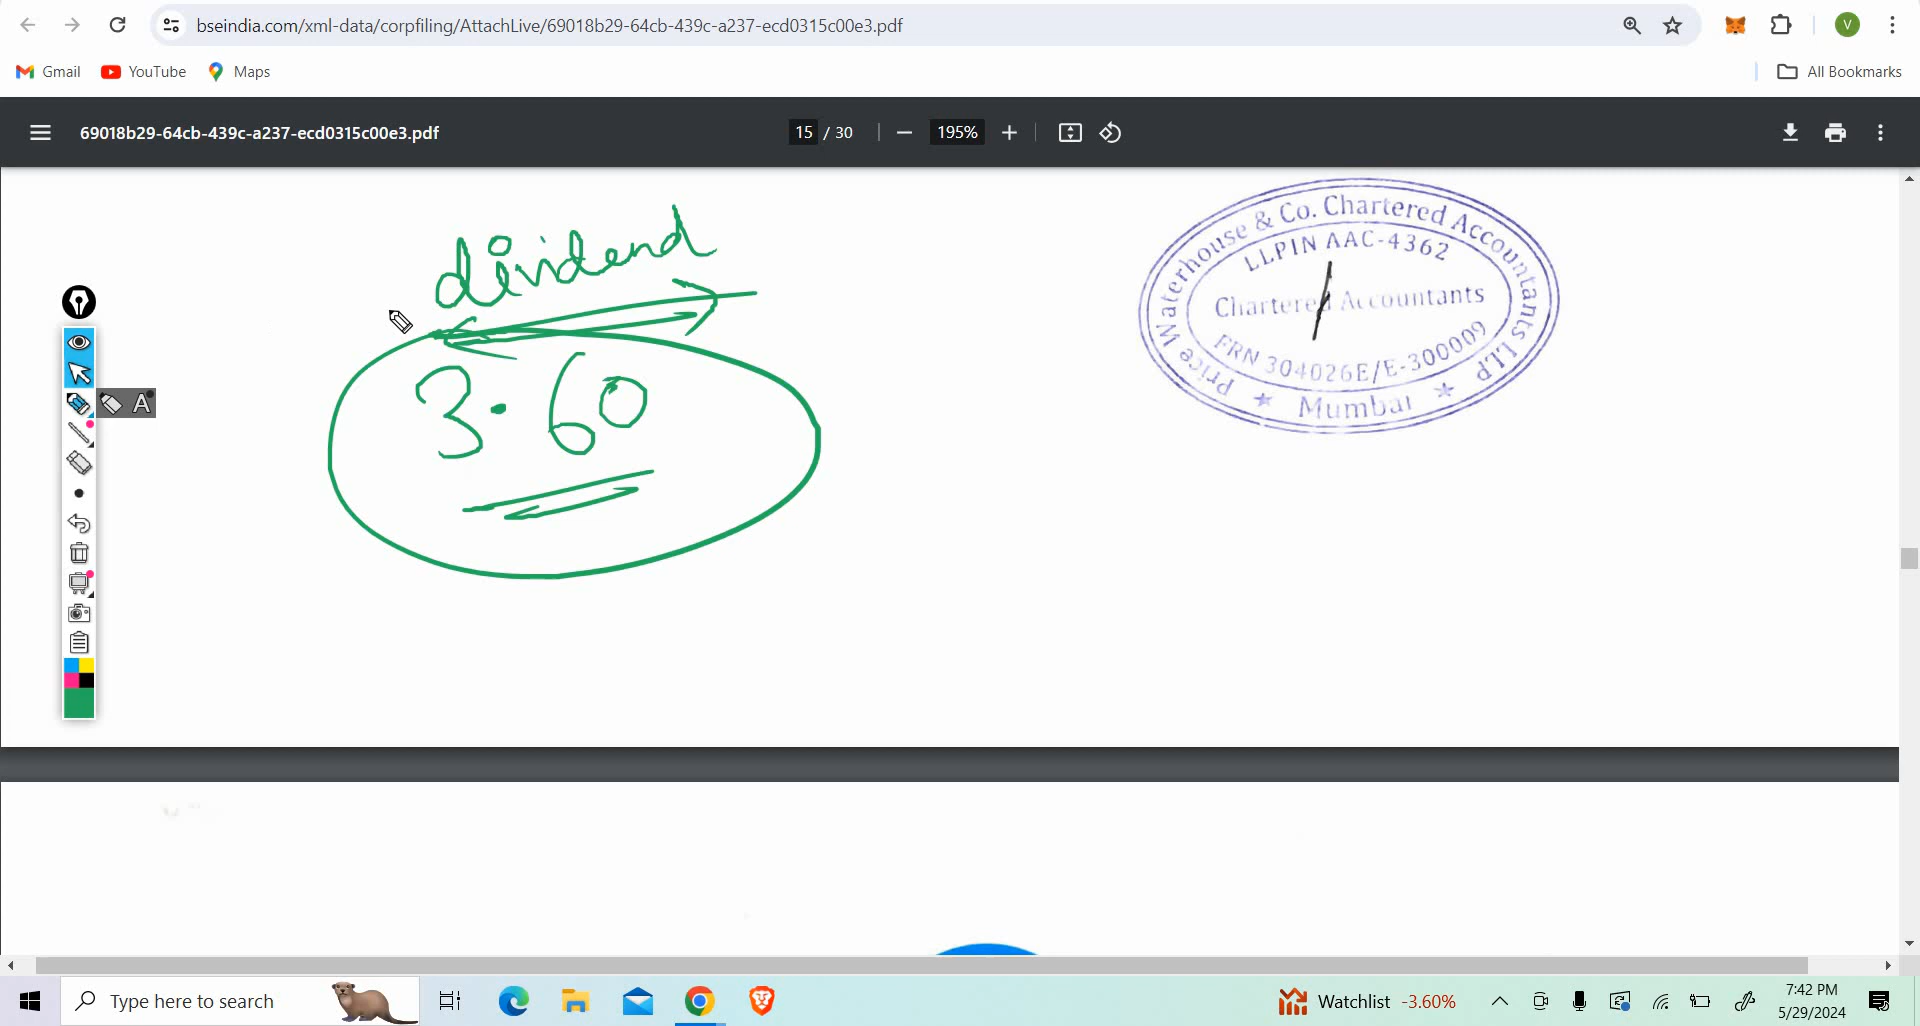 bseindia.com/xml-data/corpfiling/AttachLive/69018b29-64cb-439c-a237-ecd0315c00e3.pdf
V
Gmail YouTube Maps All Bookmarks
69018b29-64cb-439c-a237-ecd0315c00e3.pdf 15 / 30 195%
dividend
3.60
Price Waterhouse & Co. Chartered Accountants LLP
LLPIN AAC-4362
Chartered Accountants
FRN 304026E/E-300009
★ Mumbai ★
A
Type here to search
Watchlist -3.60%
7:42 PM
5/29/2024